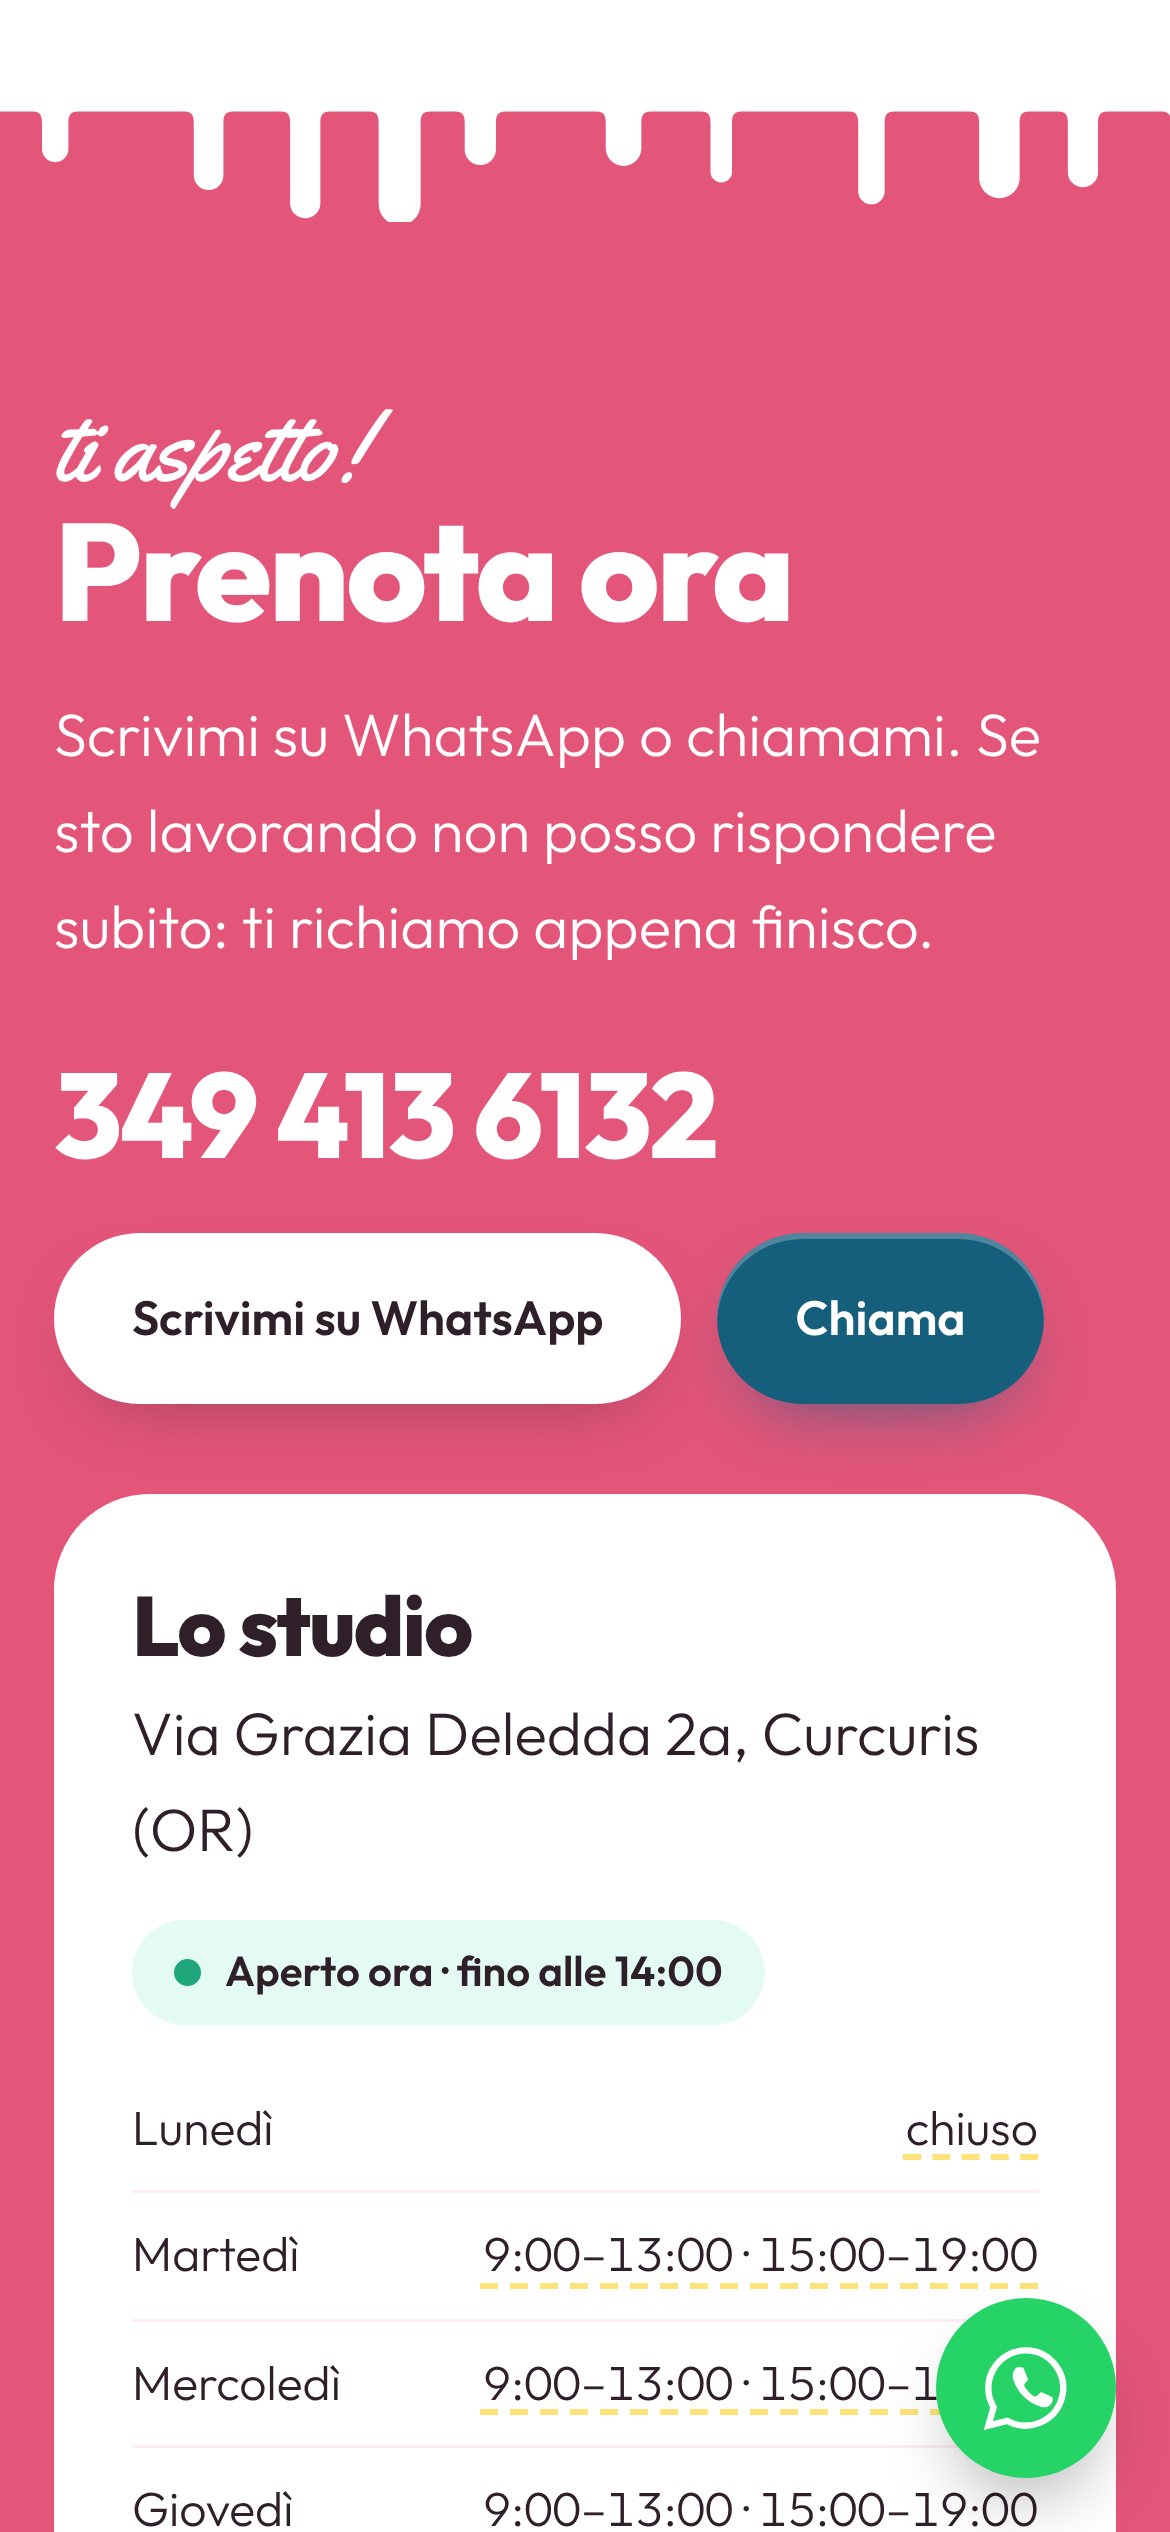 ti aspetto!
Prenota ora
Scrivimi su WhatsApp o chiamami. Se
sto lavorando non posso rispondere
subito: ti richiamo appena finisco.
349 413 6132
Scrivimi su WhatsApp
Chiama
Lo studio
Via Grazia Deledda 2a, Curcuris
(OR)
Aperto ora · fino alle 14:00
Lunedì chiuso
Martedì 9:00–13:00 · 15:00–19:00
Mercoledì 9:00–13:00 · 15:00–1
Giovedì 9:00–13:00 · 15:00–19:00